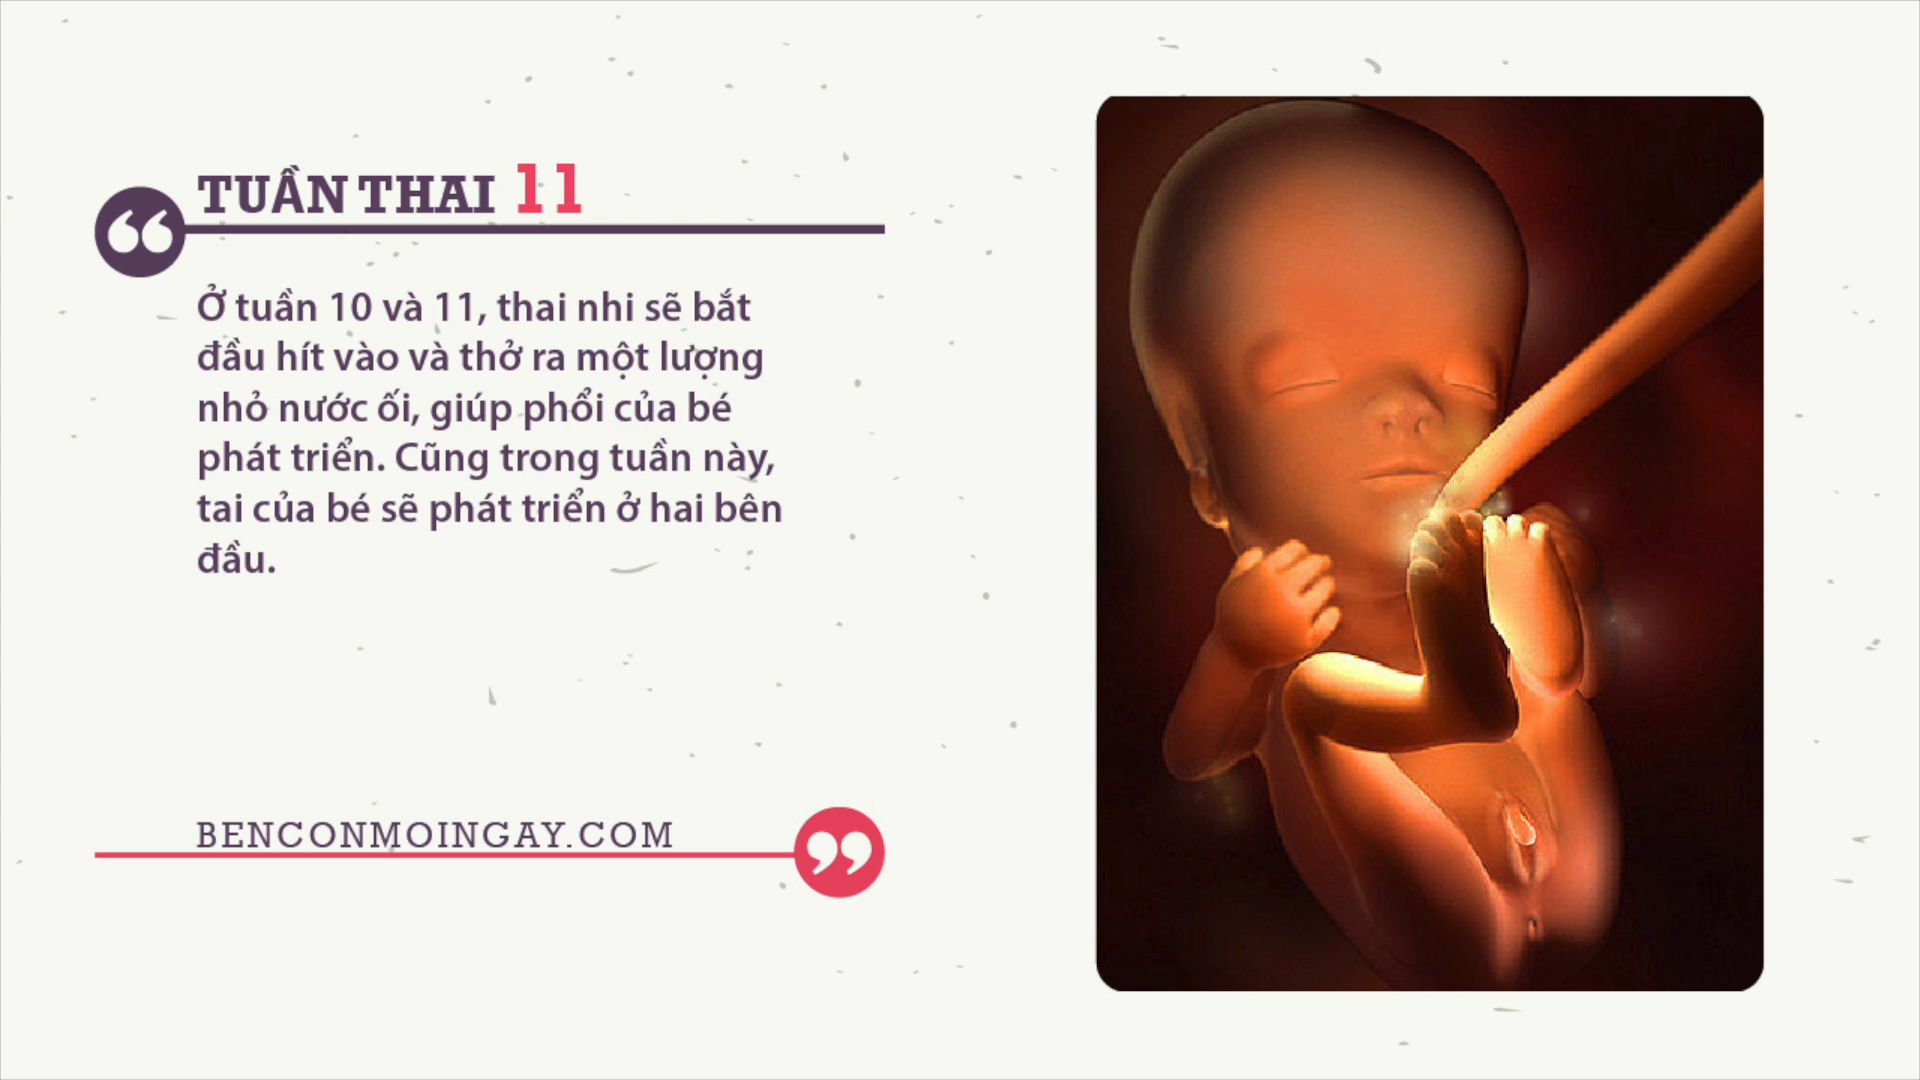 TUẦN THAI 11
Ở tuần 10 và 11, thai nhi sẽ bắt
đầu hít vào và thở ra một lượng
nhỏ nước ối, giúp phổi của bé
phát triển. Cũng trong tuần này,
tai của bé sẽ phát triển ở hai bên
đầu.
BENCONMOINGAY.COM